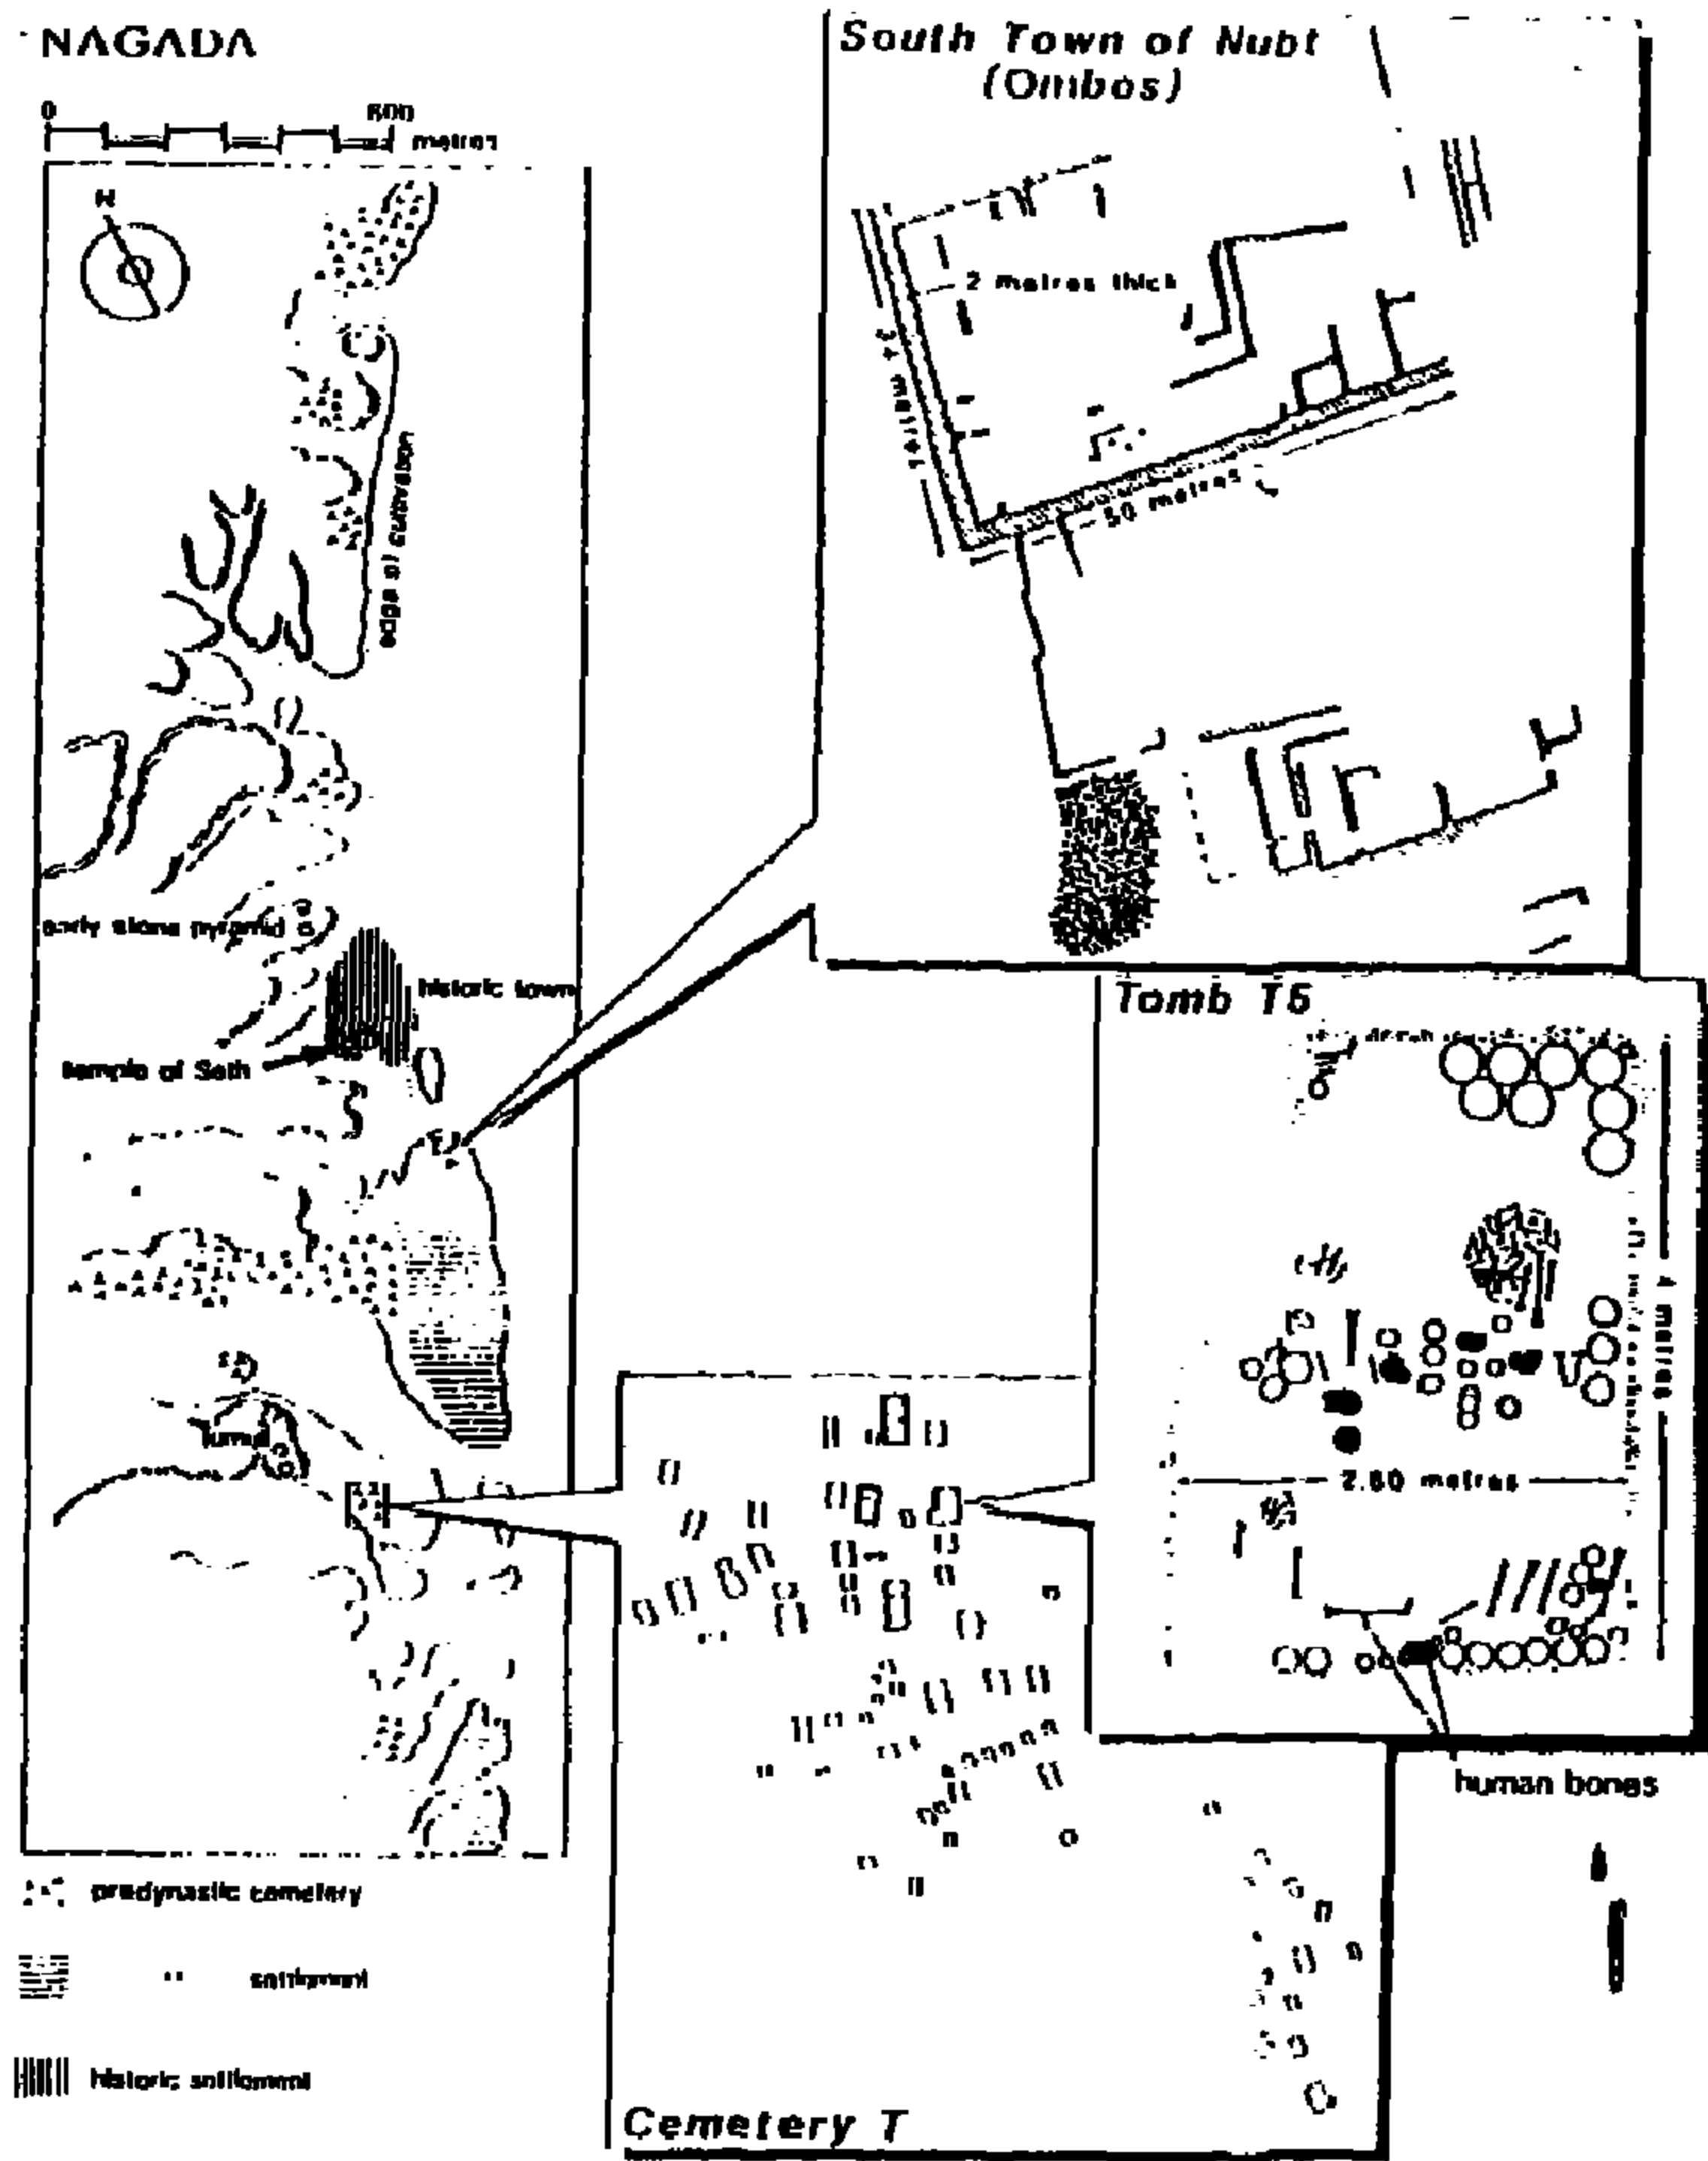 NAGADA
0
metres
N
edge of cultivation
early stone pyramid
historic town
temple of Seth
tumuli
predynastic cemetery
" settlement
historic settlement
South Town of Nubt
(Ombos)
2 metres thick
34 metres
50 metres
Tomb T5
4 metres
2.80 metres
human bones
Cemetery T